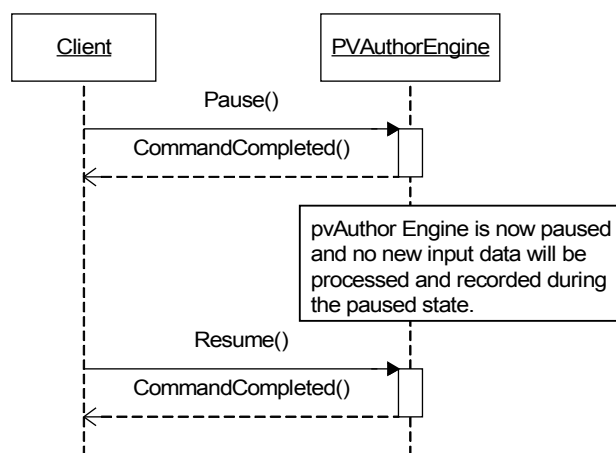 Client
PVAuthorEngine
Pause()
CommandCompleted()
pvAuthor Engine is now paused
and no new input data will be
processed and recorded during
the paused state.
Resume()
CommandCompleted()